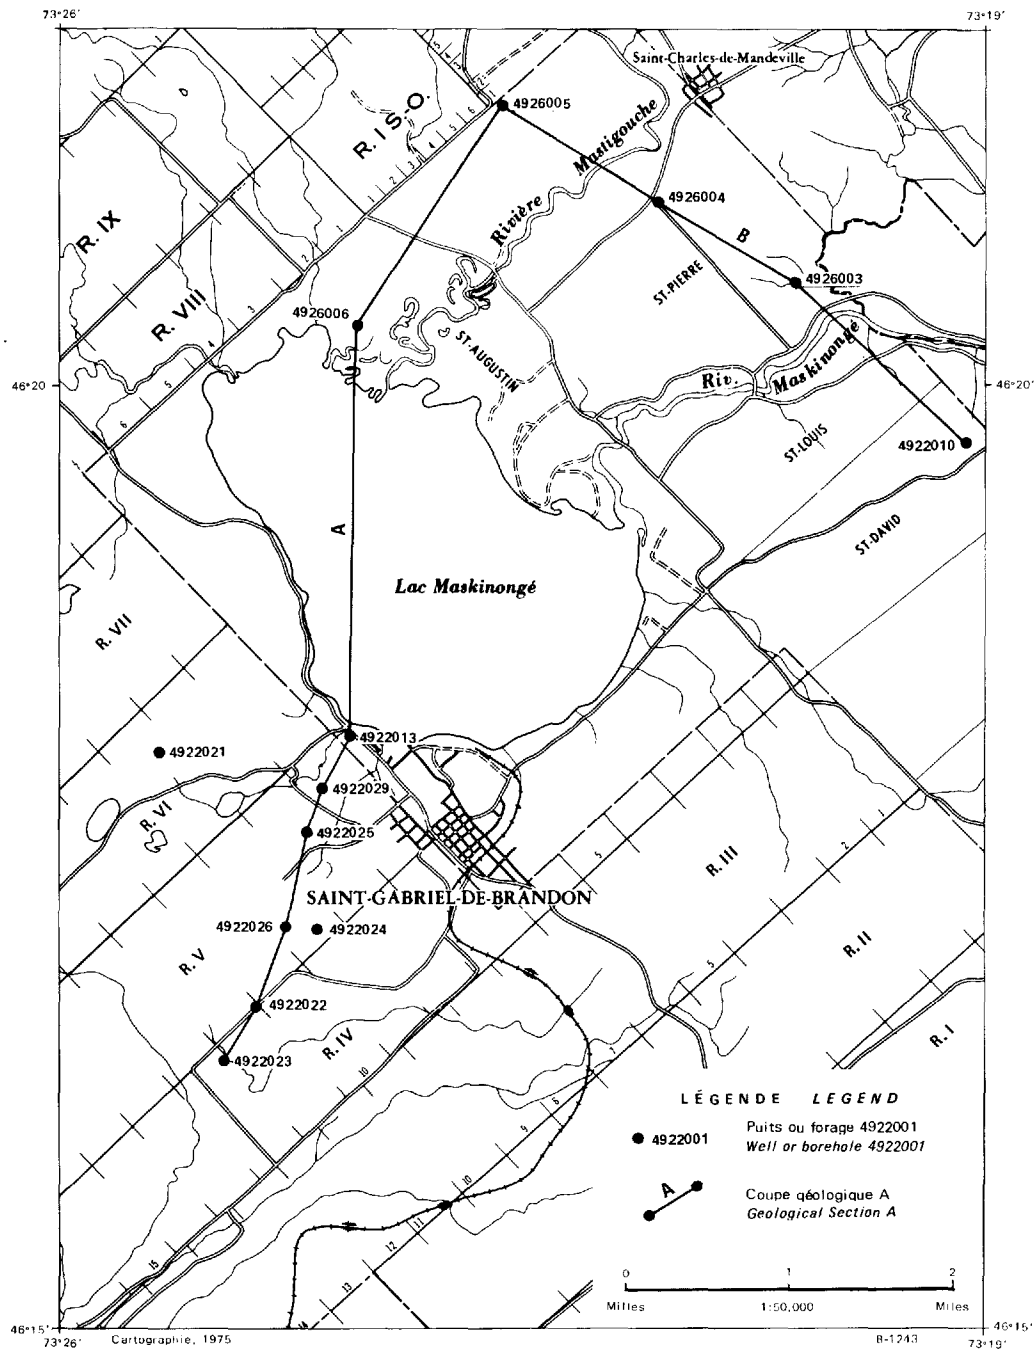 73°26'
73°19'
Saint-Charles-de-Mandeville
4926005
R. I S.-O.
Mastigouche
Rivière
4926004
B
R. IX
4926003
ST-PIERRE
R. VIII
4926006
ST-AUGUSTIN
Maskinongé
Riv.
46°20'
46°20'
ST-LOUIS
4922010
A
ST-DAVID
Lac Maskinongé
R. VII
4922013
4922021
4922029
R. VI
4922025
R. III
SAINT-GABRIEL-DE-BRANDON
4922026
4922024
R. V
R. II
4922022
R. IV
R. I
4922023
LÉGENDE LEGEND
4922001
Puits ou forage 4922001
Well or borehole 4922001
A
Coupe géologique A
Geological Section A
0 1 2
Milles 1:50,000 Miles
46°15'
46°15'
73°26'
Cartographie, 1975
B-1243
73°19'